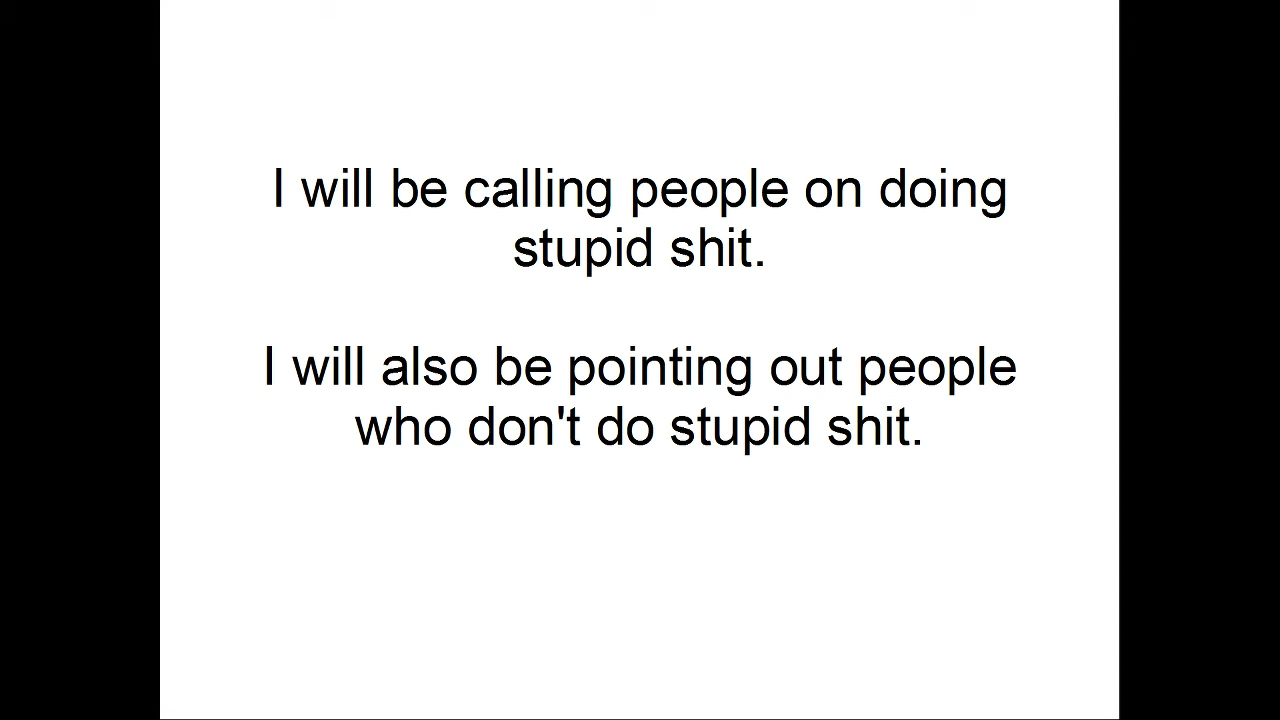 I will be calling people on doing
stupid shit.
I will also be pointing out people
who don't do stupid shit.